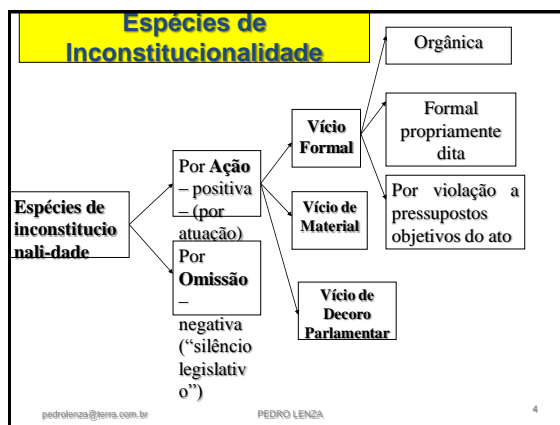 Espécies de
Inconstitucionalidade
Orgânica
Formal
propriamente
dita
Por violação a
pressupostos
objetivos do ato
Vício
Formal
Vício de
Material
Vício de
Decoro
Parlamentar
Por Ação
– positiva
– (por
atuação)
Por
Omissão
–
negativa
("silêncio
legislativ
o")
Espécies de
inconstitucio
nali-dade
pedrolenza@terra.com.br
PEDRO LENZA
4